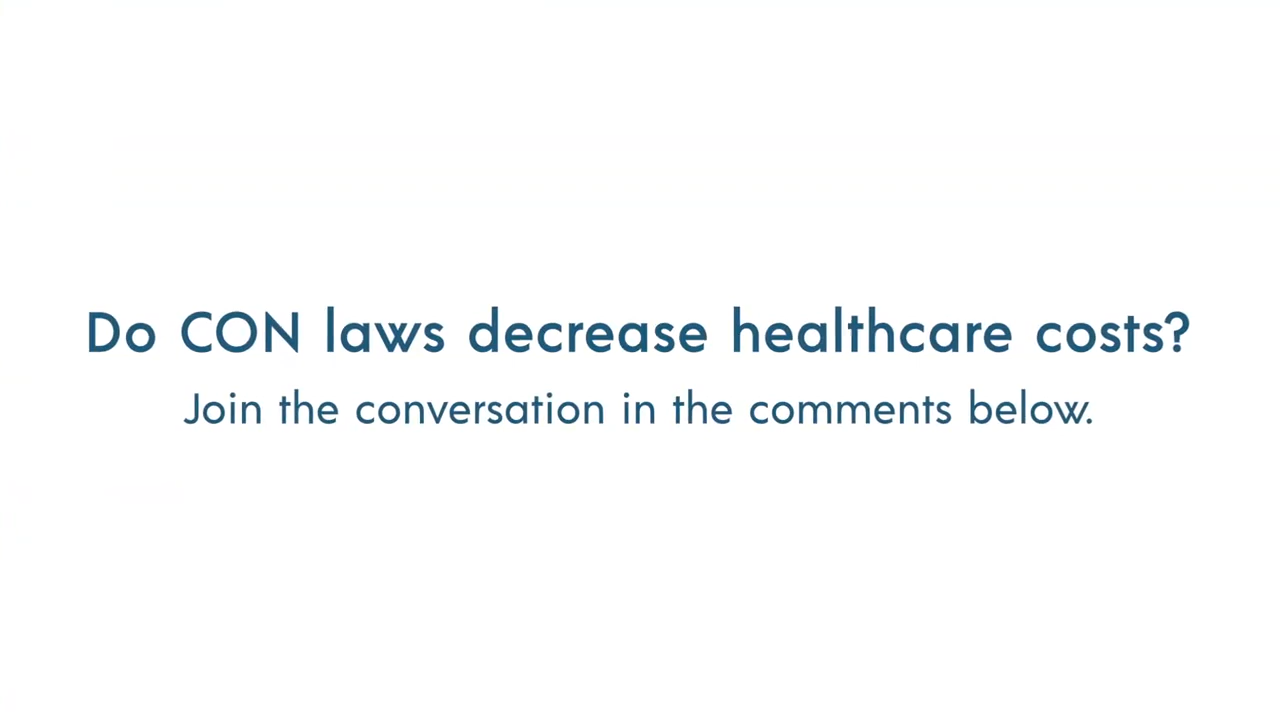 Do CON laws decrease healthcare costs?
Join the conversation in the comments below.